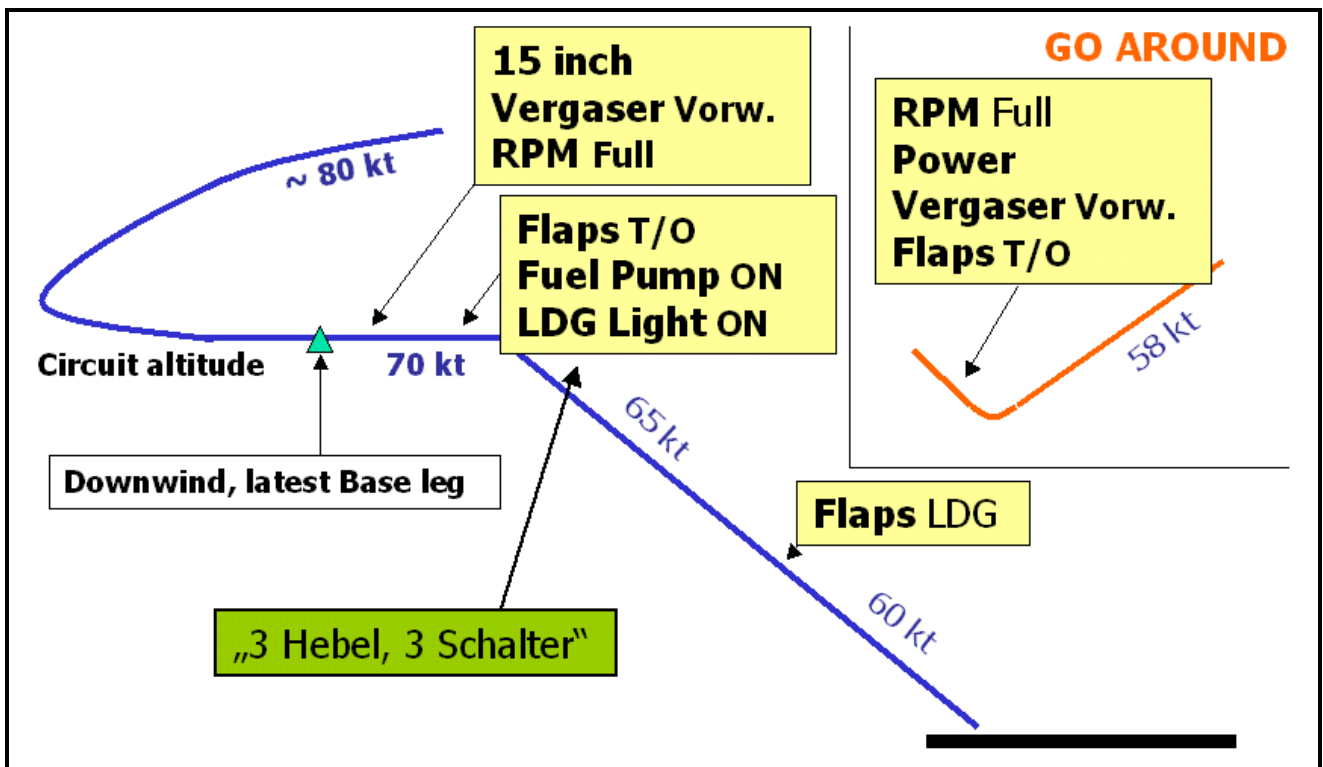 GO AROUND
15 inch
Vergaser Vorw.
RPM Full
RPM Full
Power
Vergaser Vorw.
Flaps T/O
~ 80 kt
Flaps T/O
Fuel Pump ON
LDG Light ON
Circuit altitude
70 kt
58 kt
65 kt
Downwind, latest Base leg
Flaps LDG
60 kt
„3 Hebel, 3 Schalter“